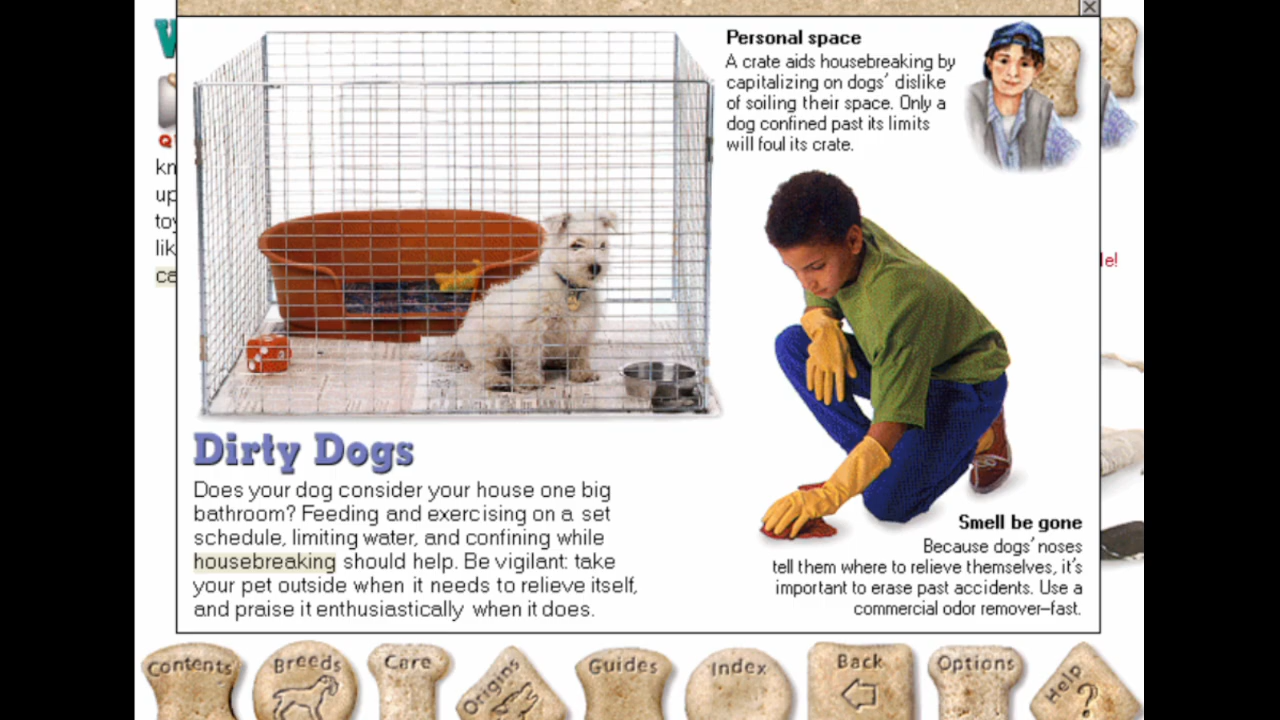 Personal space
A crate aids housebreaking by
capitalizing on dogs' dislike
of soiling their space. Only a
dog confined past its limits
will foul its crate.
Dirty Dogs
Does your dog consider your house one big
bathroom? Feeding and exercising on a set
schedule, limiting water, and confining while
housebreaking should help. Be vigilant: take
your pet outside when it needs to relieve itself,
and praise it enthusiastically when it does.
Smell be gone
Because dogs' noses
tell them where to relieve themselves, it's
important to erase past accidents. Use a
commercial odor remover–fast.
Contents
Breeds
Care
Origins
Guides
Index
Back
Options
Help
?